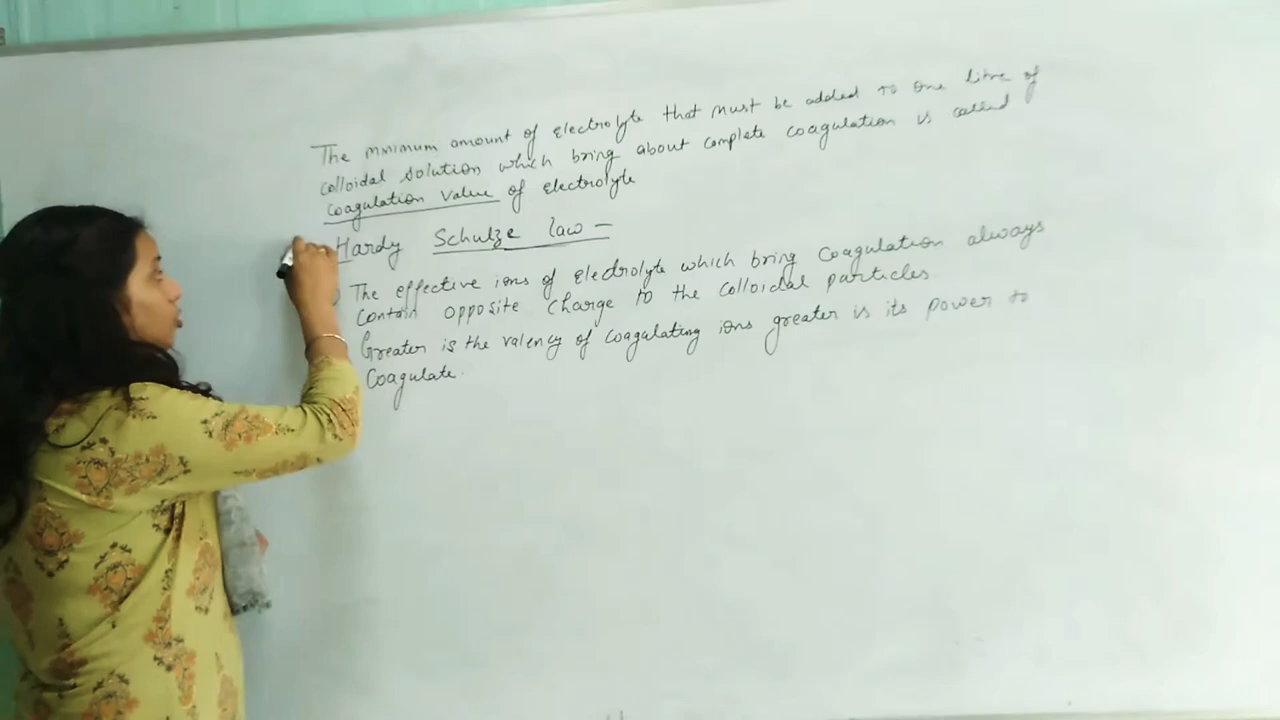 The minimum amount of electrolyte that must be added to one litre of
colloidal solution which bring about complete coagulation is called
coagulation value of electrolyte
Hardy Schulze law -
The effective ions of electrolyte which bring coagulation always
contain opposite charge to the colloidal particles.
Greater is the valency of coagulating ions greater is its power to
coagulate.